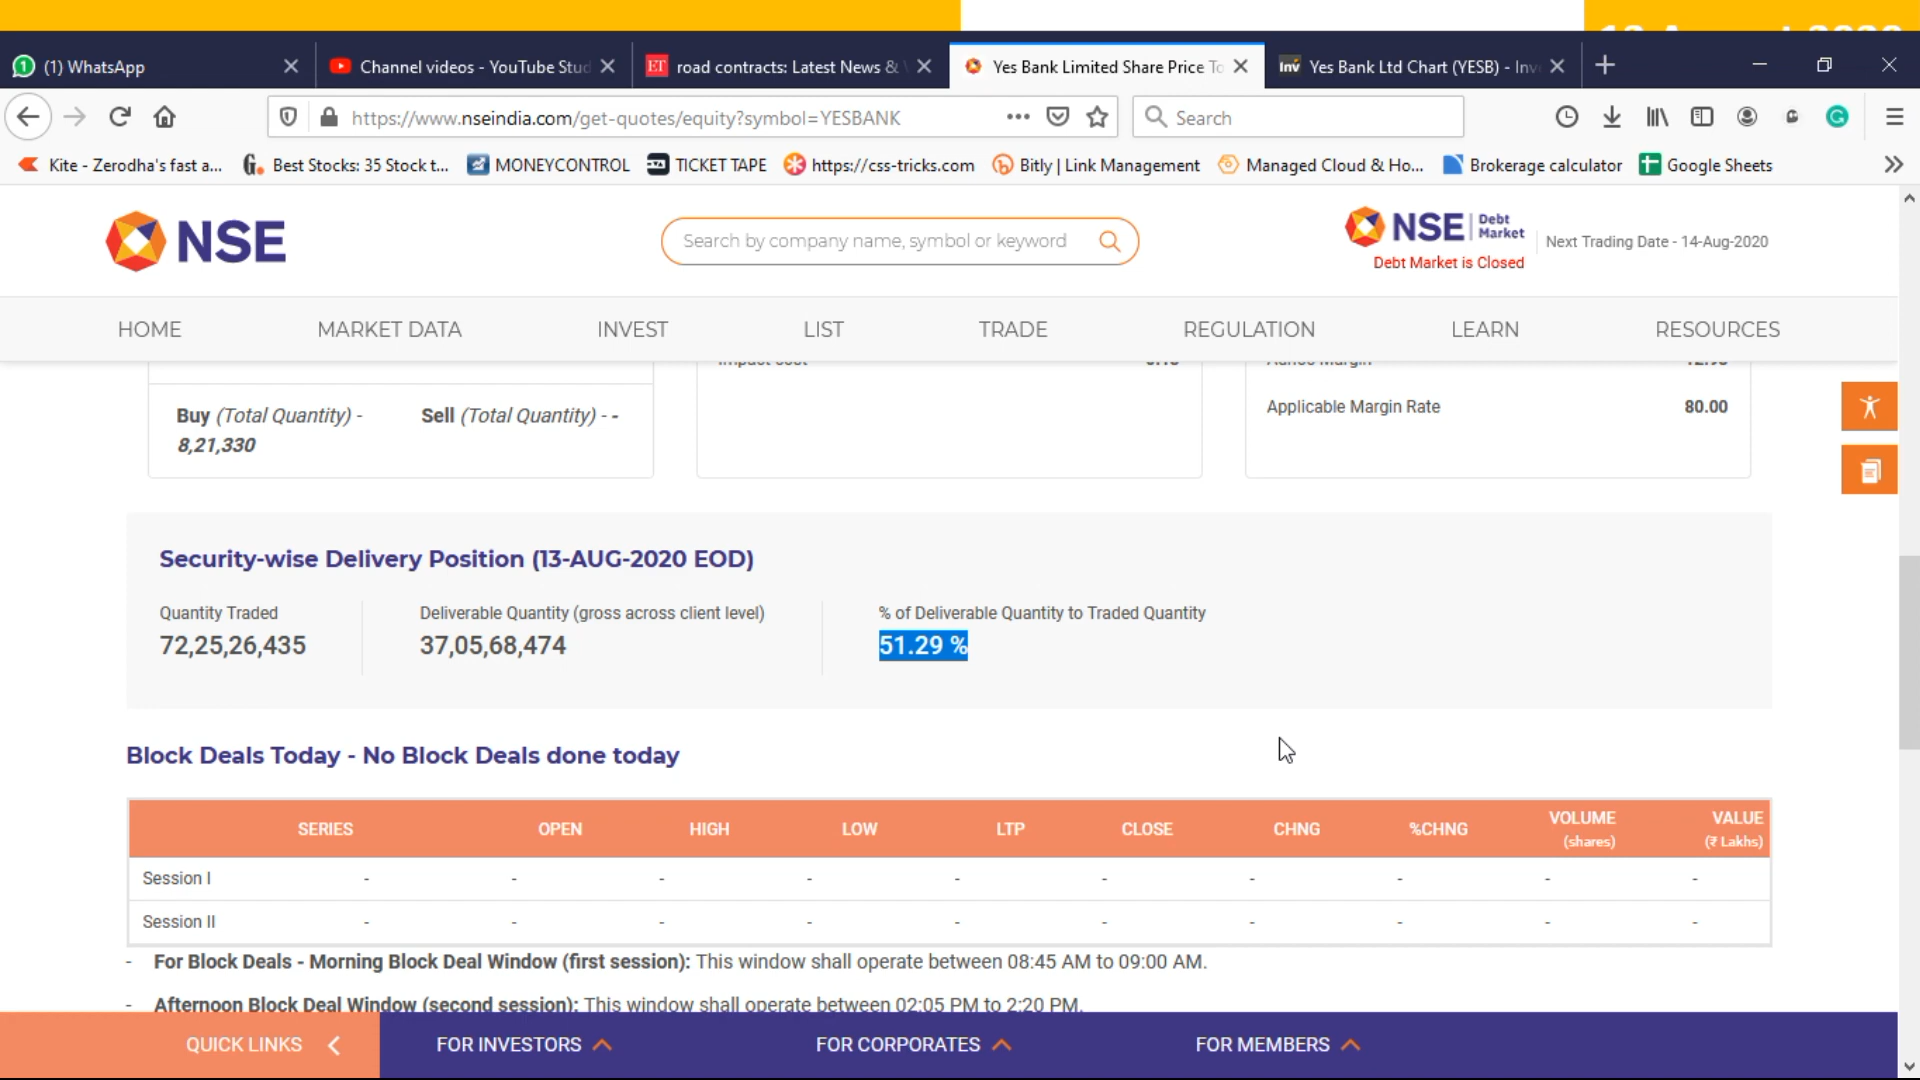 (1) WhatsApp
Channel videos - YouTube Stud
ET road contracts: Latest News &
Yes Bank Limited Share Price To
Inv Yes Bank Ltd Chart (YESB) - Inv
https://www.nseindia.com/get-quotes/equity?symbol=YESBANK
Search
Kite - Zerodha's fast a...
Best Stocks: 35 Stock t...
MONEYCONTROL
TICKET TAPE
https://css-tricks.com
Bitly | Link Management
Managed Cloud & Ho...
Brokerage calculator
Google Sheets
NSE
Search by company name, symbol or keyword
NSE Debt Market
Debt Market is Closed
Next Trading Date - 14-Aug-2020
HOME MARKET DATA INVEST LIST TRADE REGULATION LEARN RESOURCES
Buy (Total Quantity) - 8,21,330
Sell (Total Quantity) - -
Applicable Margin Rate 80.00
Security-wise Delivery Position (13-AUG-2020 EOD)
Quantity Traded
72,25,26,435
Deliverable Quantity (gross across client level)
37,05,68,474
% of Deliverable Quantity to Traded Quantity
51.29 %
Block Deals Today - No Block Deals done today
SERIES OPEN HIGH LOW LTP CLOSE CHNG %CHNG VOLUME (shares) VALUE (₹ Lakhs)
Session I - - - - - - - - - -
Session II - - - - - - - - - -
- For Block Deals - Morning Block Deal Window (first session): This window shall operate between 08:45 AM to 09:00 AM.
- Afternoon Block Deal Window (second session): This window shall operate between 02:05 PM to 2:20 PM.
QUICK LINKS FOR INVESTORS FOR CORPORATES FOR MEMBERS